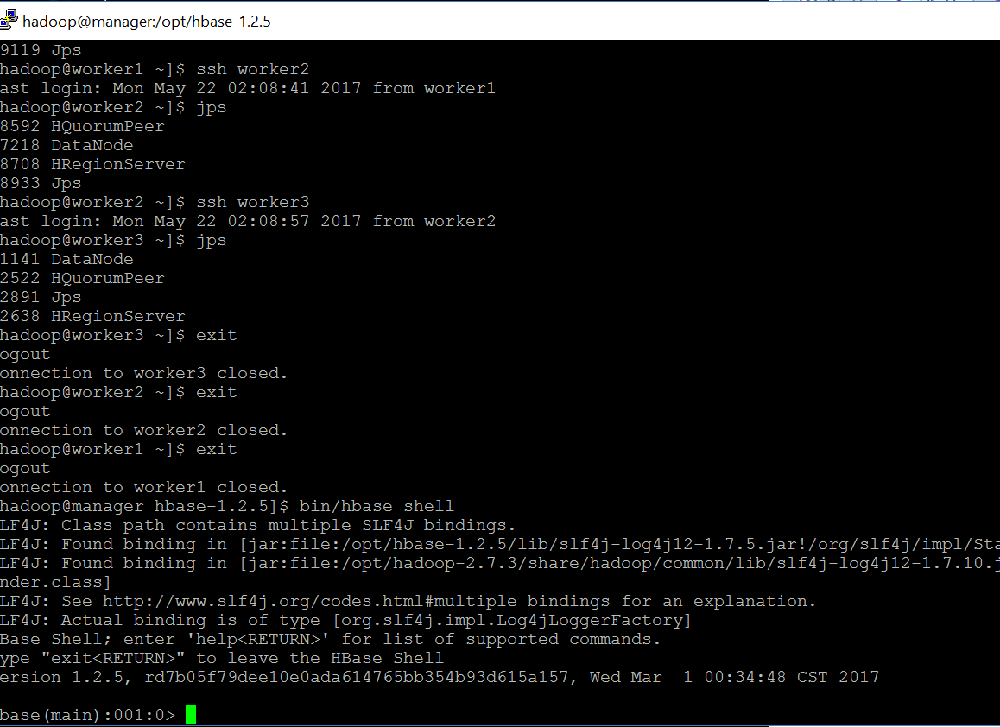 hadoop@manager:/opt/hbase-1.2.5
9119 Jps
hadoop@worker1 ~]$ ssh worker2
ast login: Mon May 22 02:08:41 2017 from worker1
hadoop@worker2 ~]$ jps
8592 HQuorumPeer
7218 DataNode
8708 HRegionServer
8933 Jps
hadoop@worker2 ~]$ ssh worker3
ast login: Mon May 22 02:08:57 2017 from worker2
hadoop@worker3 ~]$ jps
1141 DataNode
2522 HQuorumPeer
2891 Jps
2638 HRegionServer
hadoop@worker3 ~]$ exit
ogout
onnection to worker3 closed.
hadoop@worker2 ~]$ exit
ogout
onnection to worker2 closed.
hadoop@worker1 ~]$ exit
ogout
onnection to worker1 closed.
hadoop@manager hbase-1.2.5]$ bin/hbase shell
LF4J: Class path contains multiple SLF4J bindings.
LF4J: Found binding in [jar:file:/opt/hbase-1.2.5/lib/slf4j-log4j12-1.7.5.jar!/org/slf4j/impl/Sta
LF4J: Found binding in [jar:file:/opt/hadoop-2.7.3/share/hadoop/common/lib/slf4j-log4j12-1.7.10.j
nder.class]
LF4J: See http://www.slf4j.org/codes.html#multiple_bindings for an explanation.
LF4J: Actual binding is of type [org.slf4j.impl.Log4jLoggerFactory]
Base Shell; enter 'help<RETURN>' for list of supported commands.
ype "exit<RETURN>" to leave the HBase Shell
ersion 1.2.5, rd7b05f79dee10e0ada614765bb354b93d615a157, Wed Mar  1 00:34:48 CST 2017
base(main):001:0>